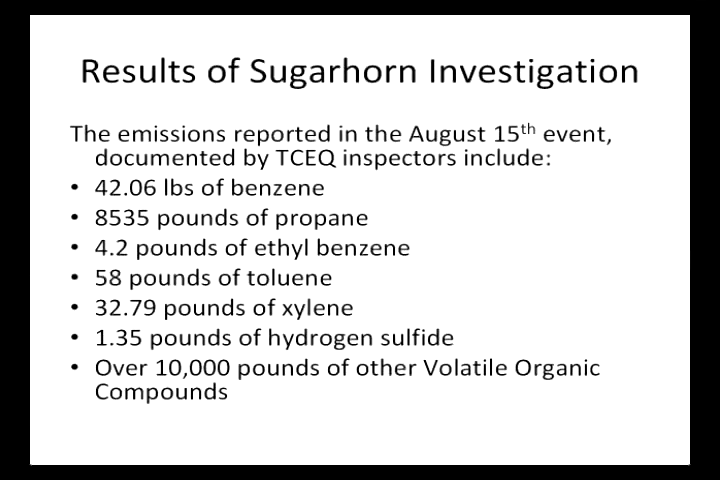 Results of Sugarhorn Investigation
The emissions reported in the August 15th event,
documented by TCEQ inspectors include:
• 42.06 lbs of benzene
• 8535 pounds of propane
• 4.2 pounds of ethyl benzene
• 58 pounds of toluene
• 32.79 pounds of xylene
• 1.35 pounds of hydrogen sulfide
• Over 10,000 pounds of other Volatile Organic
Compounds